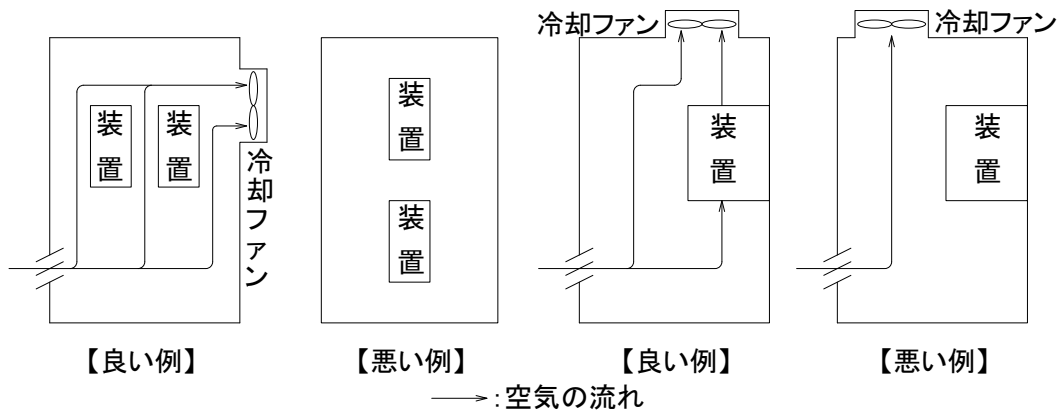 冷却ファン
冷却ファン
装置
装置
冷却ファン
装置
装置
装置
装置
【良い例】
【悪い例】
【良い例】
【悪い例】
→:空気の流れ